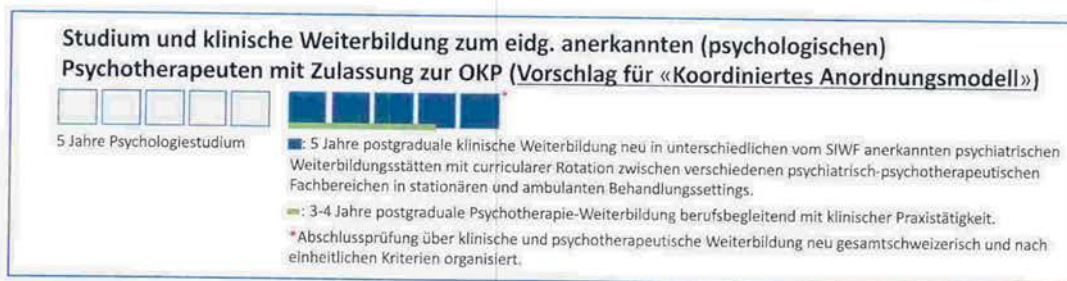 Studium und klinische Weiterbildung zum eidg. anerkannten (psychologischen)
Psychotherapeuten mit Zulassung zur OKP (Vorschlag für «Koordiniertes Anordnungsmodell»)
*
5 Jahre Psychologiestudium
: 5 Jahre postgraduale klinische Weiterbildung neu in unterschiedlichen vom SIWF anerkannten psychiatrischen
Weiterbildungsstätten mit curricularer Rotation zwischen verschiedenen psychiatrisch-psychotherapeutischen
Fachbereichen in stationären und ambulanten Behandlungssettings.
: 3-4 Jahre postgraduale Psychotherapie-Weiterbildung berufsbegleitend mit klinischer Praxistätigkeit.
*Abschlussprüfung über klinische und psychotherapeutische Weiterbildung neu gesamtschweizerisch und nach
einheitlichen Kriterien organisiert.